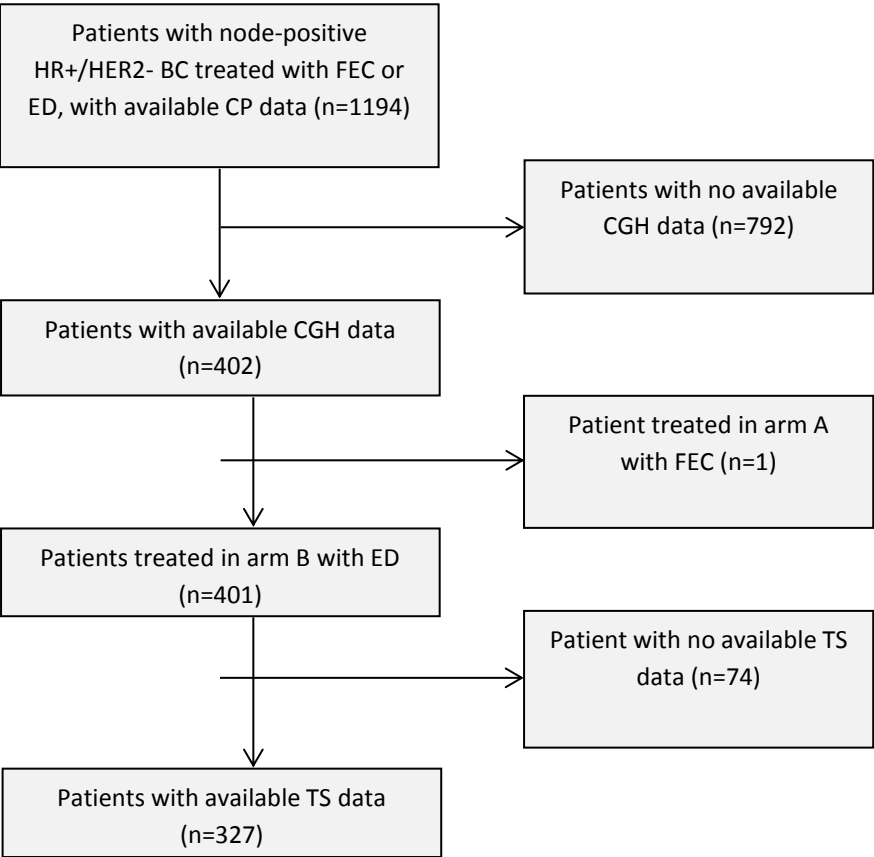 Patients with node-positive
HR+/HER2- BC treated with FEC or
ED, with available CP data (n=1194)
Patients with no available
CGH data (n=792)
Patients with available CGH data
(n=402)
Patient treated in arm A
with FEC (n=1)
Patients treated in arm B with ED
(n=401)
Patient with no available TS
data (n=74)
Patients with available TS data
(n=327)